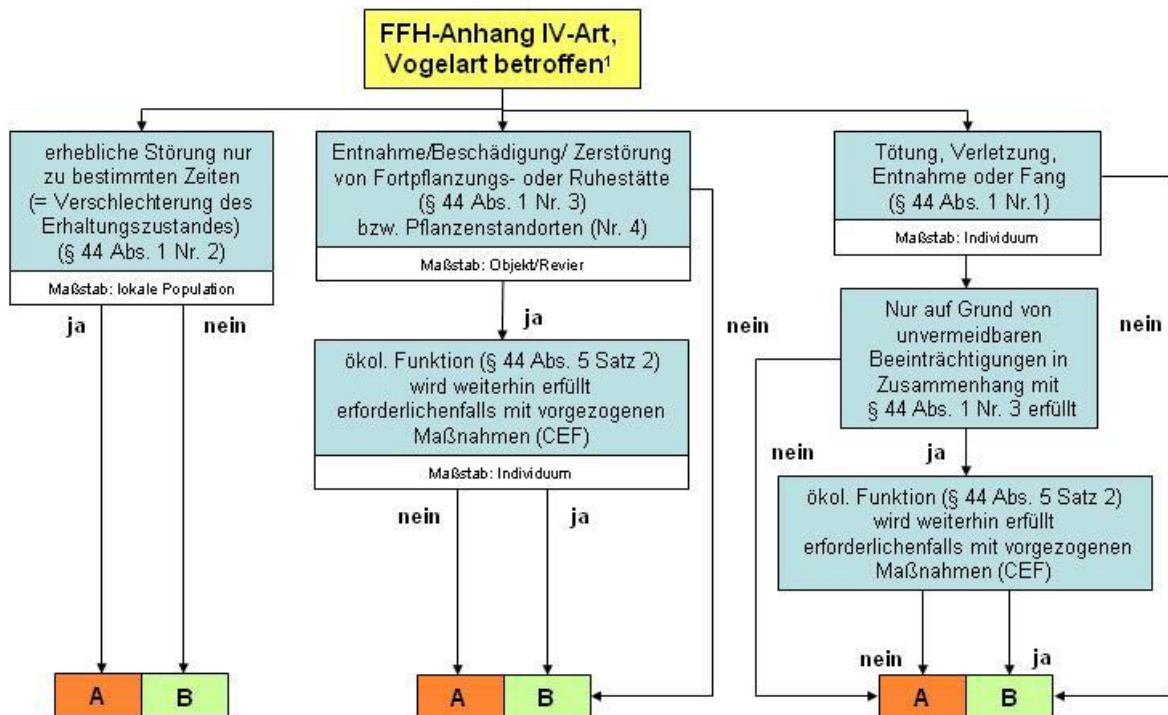 FFH-Anhang IV-Art,
Vogelart betroffen¹
erhebliche Störung nur
zu bestimmten Zeiten
(= Verschlechterung des
Erhaltungszustandes)
(§ 44 Abs. 1 Nr. 2)
Maßstab: lokale Population
ja
nein
A
B
Entnahme/Beschädigung/ Zerstörung
von Fortpflanzungs- oder Ruhestätte
(§ 44 Abs. 1 Nr. 3)
bzw. Pflanzenstandorten (Nr. 4)
Maßstab: Objekt/Revier
ja
nein
ökol. Funktion (§ 44 Abs. 5 Satz 2)
wird weiterhin erfüllt
erforderlichenfalls mit vorgezogenen
Maßnahmen (CEF)
Maßstab: Individuum
nein
ja
A
B
Tötung, Verletzung,
Entnahme oder Fang
(§ 44 Abs. 1 Nr.1)
Maßstab: Individuum
nein
Nur auf Grund von
unvermeidbaren
Beeinträchtigungen in
Zusammenhang mit
§ 44 Abs. 1 Nr. 3 erfüllt
nein
ja
ökol. Funktion (§ 44 Abs. 5 Satz 2)
wird weiterhin erfüllt
erforderlichenfalls mit vorgezogenen
Maßnahmen (CEF)
nein
ja
A
B